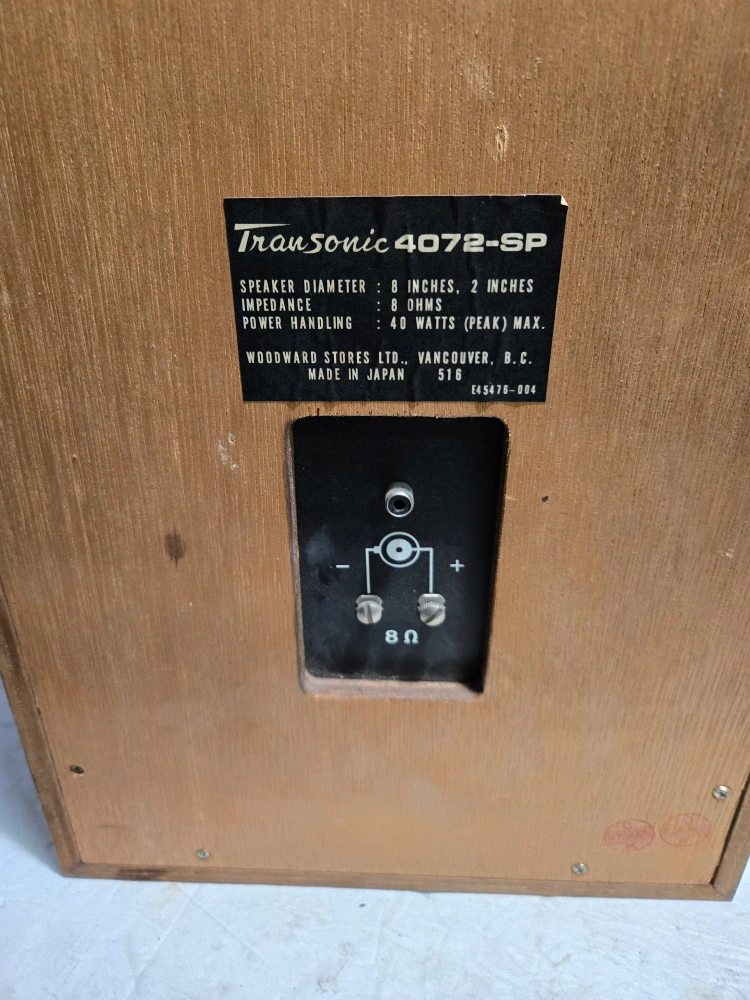 Transonic 4072-SP
SPEAKER DIAMETER : 8 INCHES, 2 INCHES
IMPEDANCE : 8 OHMS
POWER HANDLING : 40 WATTS (PEAK) MAX.
WOODWARD STORES LTD., VANCOUVER, B.C.
MADE IN JAPAN 516
E45476-004
- +
8 Ω